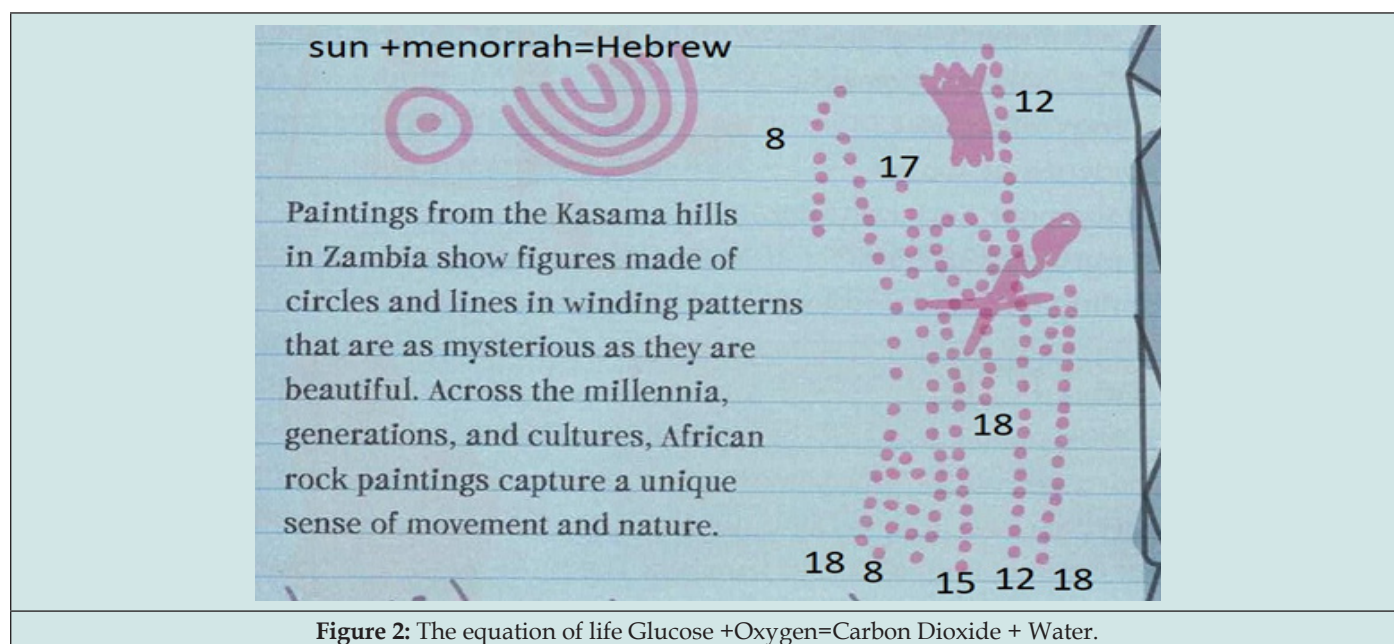 sun +menorrah=Hebrew
12
8
17
Paintings from the Kasama hills
in Zambia show figures made of
circles and lines in winding patterns
that are as mysterious as they are
beautiful. Across the millennia,
generations, and cultures, African
rock paintings capture a unique
sense of movement and nature.
18
18 8 15 12 18
Figure 2: The equation of life Glucose +Oxygen=Carbon Dioxide + Water.